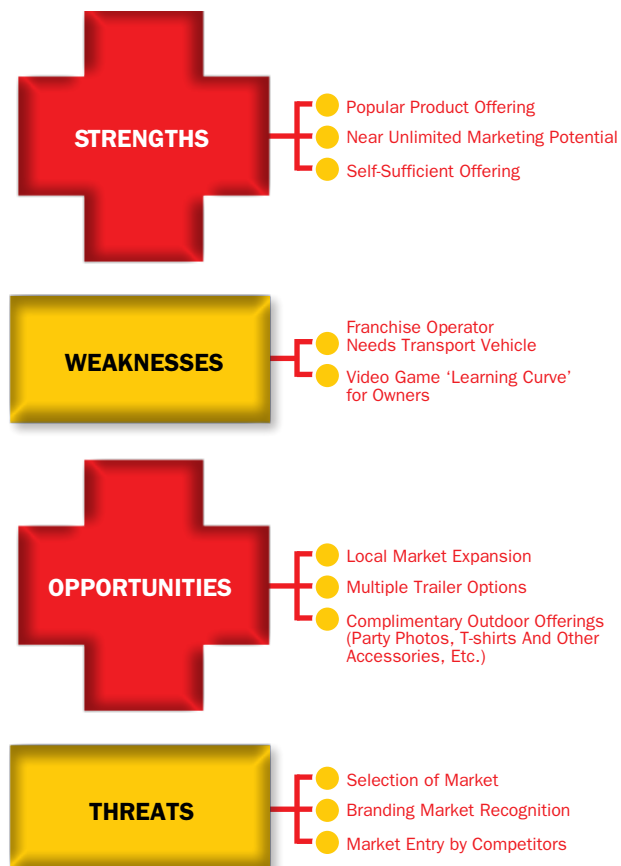 STRENGTHS
Popular Product Offering
Near Unlimited Marketing Potential
Self-Sufficient Offering
WEAKNESSES
Franchise Operator
Needs Transport Vehicle
Video Game ‘Learning Curve’
for Owners
OPPORTUNITIES
Local Market Expansion
Multiple Trailer Options
Complimentary Outdoor Offerings
(Party Photos, T-shirts And Other
Accessories, Etc.)
THREATS
Selection of Market
Branding Market Recognition
Market Entry by Competitors